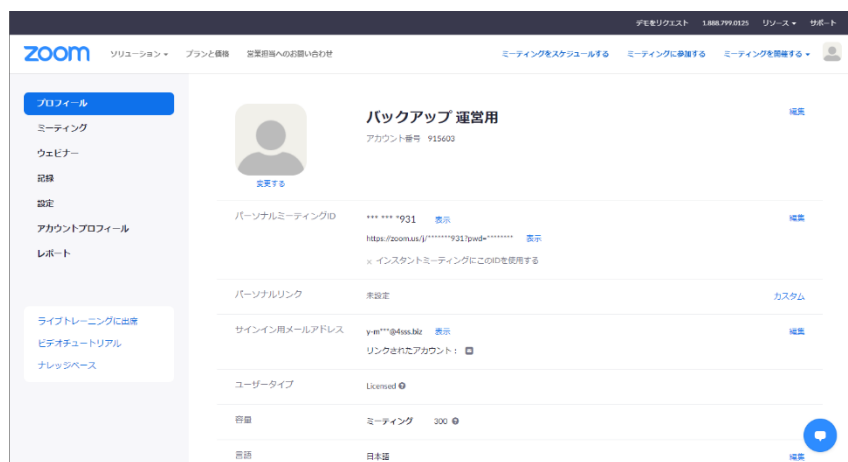 デモをリクエスト 1.888.799.0125 リソース サポート
zoom ソリューション プランと価格 営業担当へのお問い合わせ ミーティングをスケジュールする ミーティングに参加する ミーティングを開催する
プロフィール
ミーティング
ウェビナー
記録
設定
アカウントプロフィール
レポート
ライブトレーニングに出席
ビデオチュートリアル
ナレッジベース
変更する
バックアップ 運営用 編集
アカウント番号 915603
パーソナルミーティングID *** *** *931 表示 編集
https://zoom.us/j/*******931?pwd=******** 表示
× インスタントミーティングにこのIDを使用する
パーソナルリンク 未設定 カスタム
サインイン用メールアドレス y-m***@4sss.biz 表示 編集
リンクされたアカウント：
ユーザータイプ Licensed
容量 ミーティング 300
言語 日本語 編集